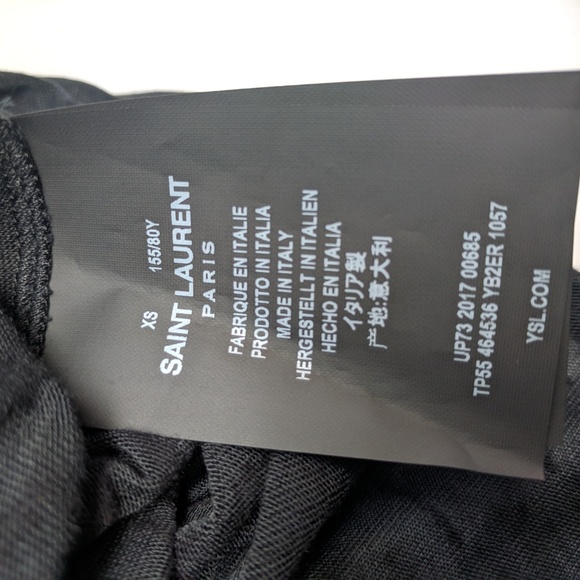 XS 155/80Y
SAINT LAURENT
PARIS
FABRIQUE EN ITALIE
PRODOTTO IN ITALIA
MADE IN ITALY
HERGESTELLT IN ITALIEN
HECHO EN ITALIA
イタリア製
产地:意大利
UP73 2017 00685
TP55 464536 YB2ER 1057
YSL.COM